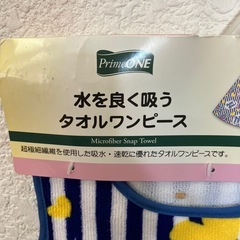 PrimeONE
水を良く吸う
タオルワンピース
Microfiber Snap Towel
超極細繊維を使用した吸水・速乾に優れたタオルワンピースです。